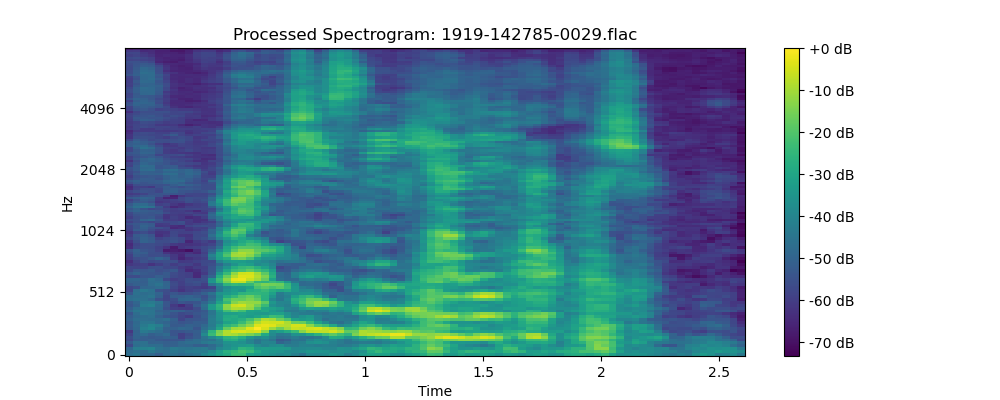 Processed Spectrogram: 1919-142785-0029.flac
Hz
4096
2048
1024
512
0
0
0.5
1
1.5
2
2.5
Time
+0 dB
-10 dB
-20 dB
-30 dB
-40 dB
-50 dB
-60 dB
-70 dB